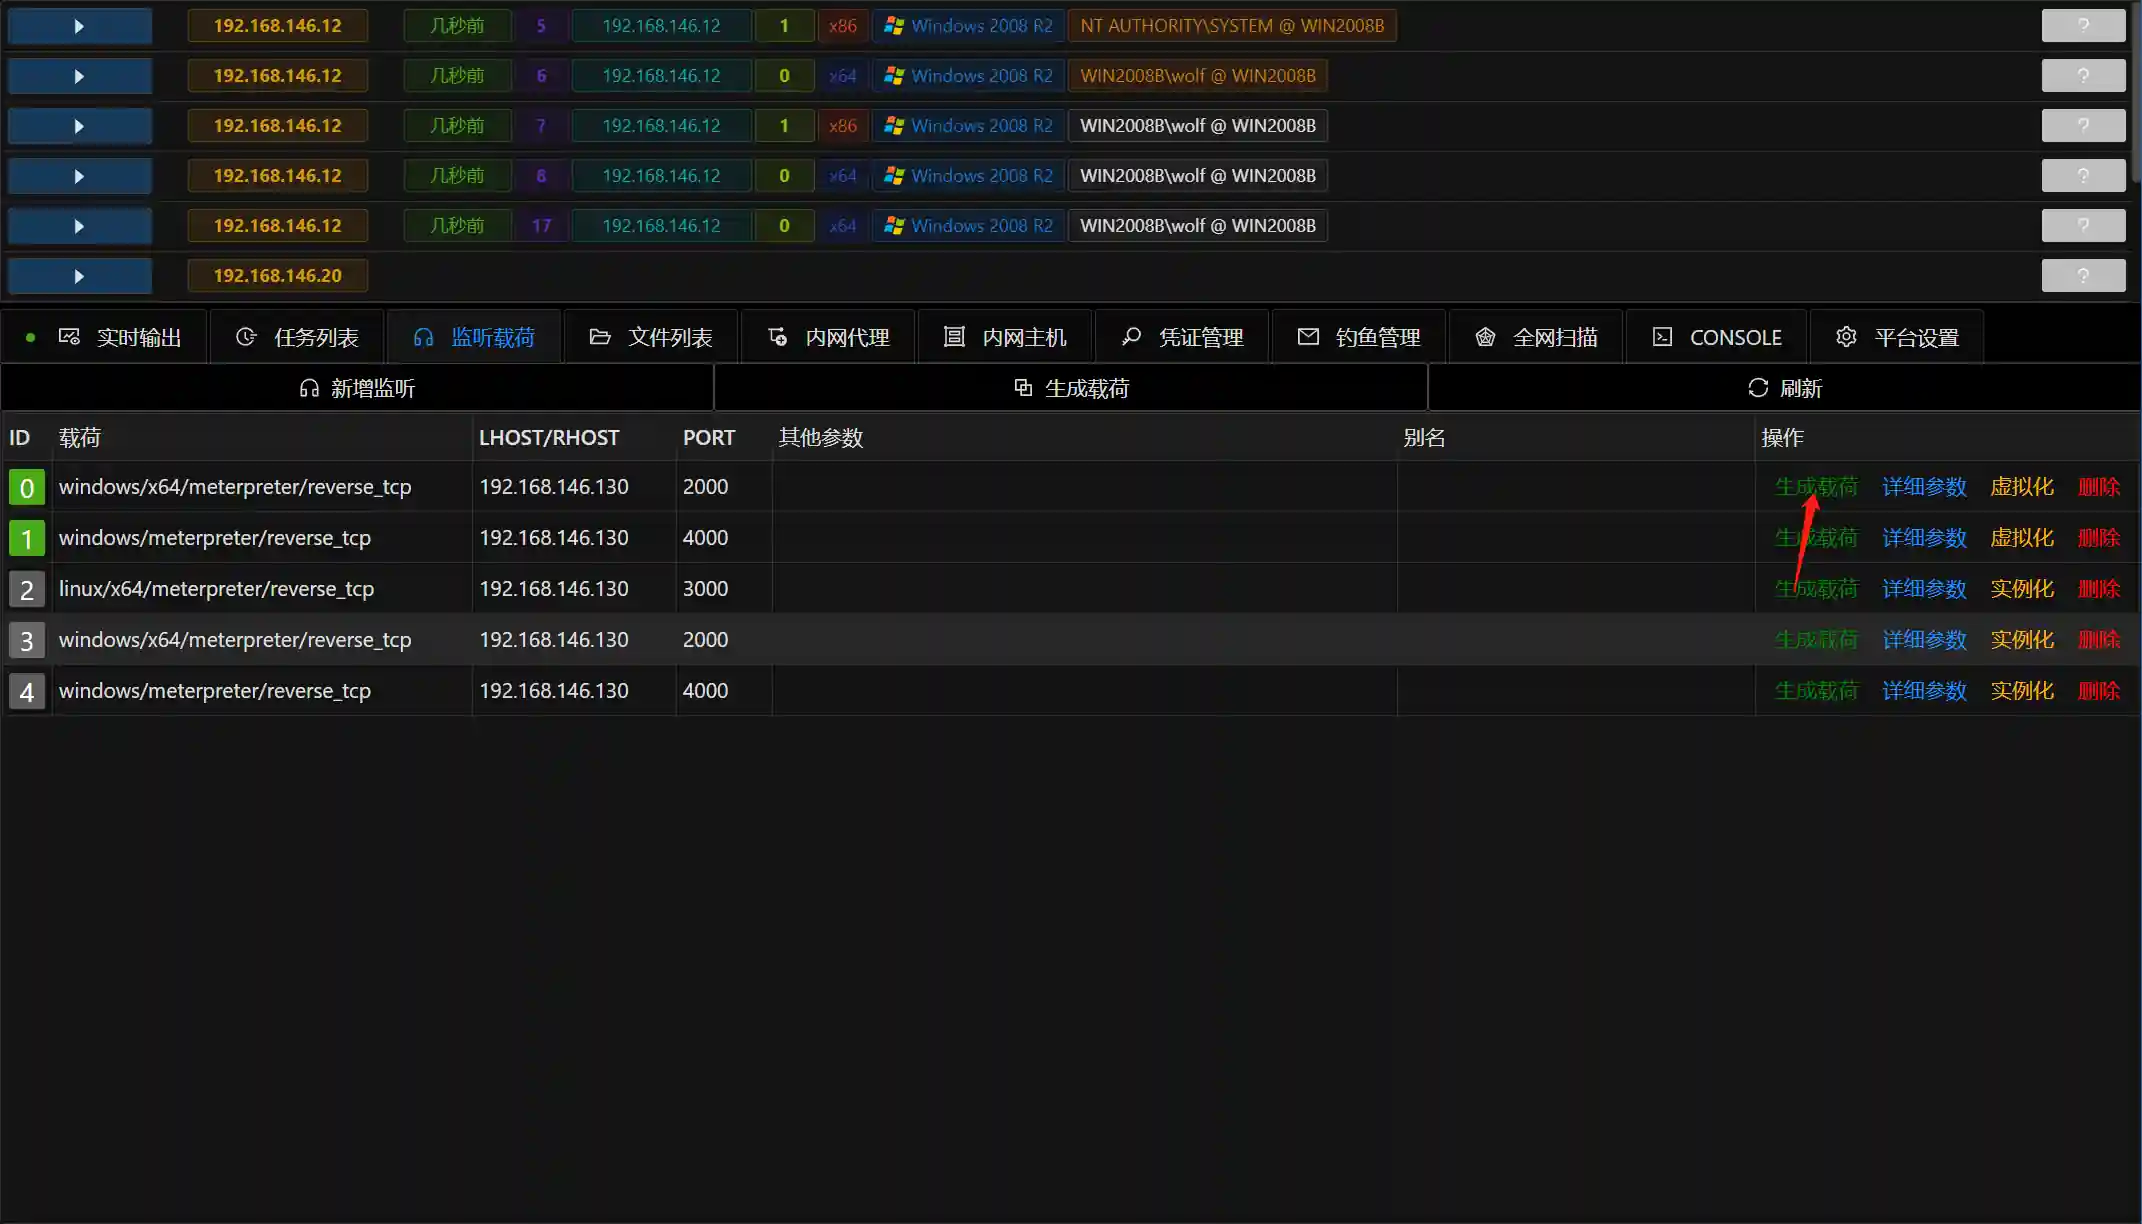 192.168.146.12 几秒前 5 192.168.146.12 1 x86 Windows 2008 R2 NT AUTHORITY\SYSTEM @ WIN2008B ?
192.168.146.12 几秒前 6 192.168.146.12 0 x64 Windows 2008 R2 WIN2008B\wolf @ WIN2008B ?
192.168.146.12 几秒前 7 192.168.146.12 1 x86 Windows 2008 R2 WIN2008B\wolf @ WIN2008B ?
192.168.146.12 几秒前 8 192.168.146.12 0 x64 Windows 2008 R2 WIN2008B\wolf @ WIN2008B ?
192.168.146.12 几秒前 17 192.168.146.12 0 x64 Windows 2008 R2 WIN2008B\wolf @ WIN2008B ?
192.168.146.20 ?
实时输出 任务列表 监听载荷 文件列表 内网代理 内网主机 凭证管理 钓鱼管理 全网扫描 CONSOLE 平台设置
新增监听 生成载荷 刷新
ID 载荷 LHOST/RHOST PORT 其他参数 别名 操作
0 windows/x64/meterpreter/reverse_tcp 192.168.146.130 2000 生成载荷 详细参数 虚拟化 删除
1 windows/meterpreter/reverse_tcp 192.168.146.130 4000 生成载荷 详细参数 虚拟化 删除
2 linux/x64/meterpreter/reverse_tcp 192.168.146.130 3000 生成载荷 详细参数 实例化 删除
3 windows/x64/meterpreter/reverse_tcp 192.168.146.130 2000 生成载荷 详细参数 实例化 删除
4 windows/meterpreter/reverse_tcp 192.168.146.130 4000 生成载荷 详细参数 实例化 删除